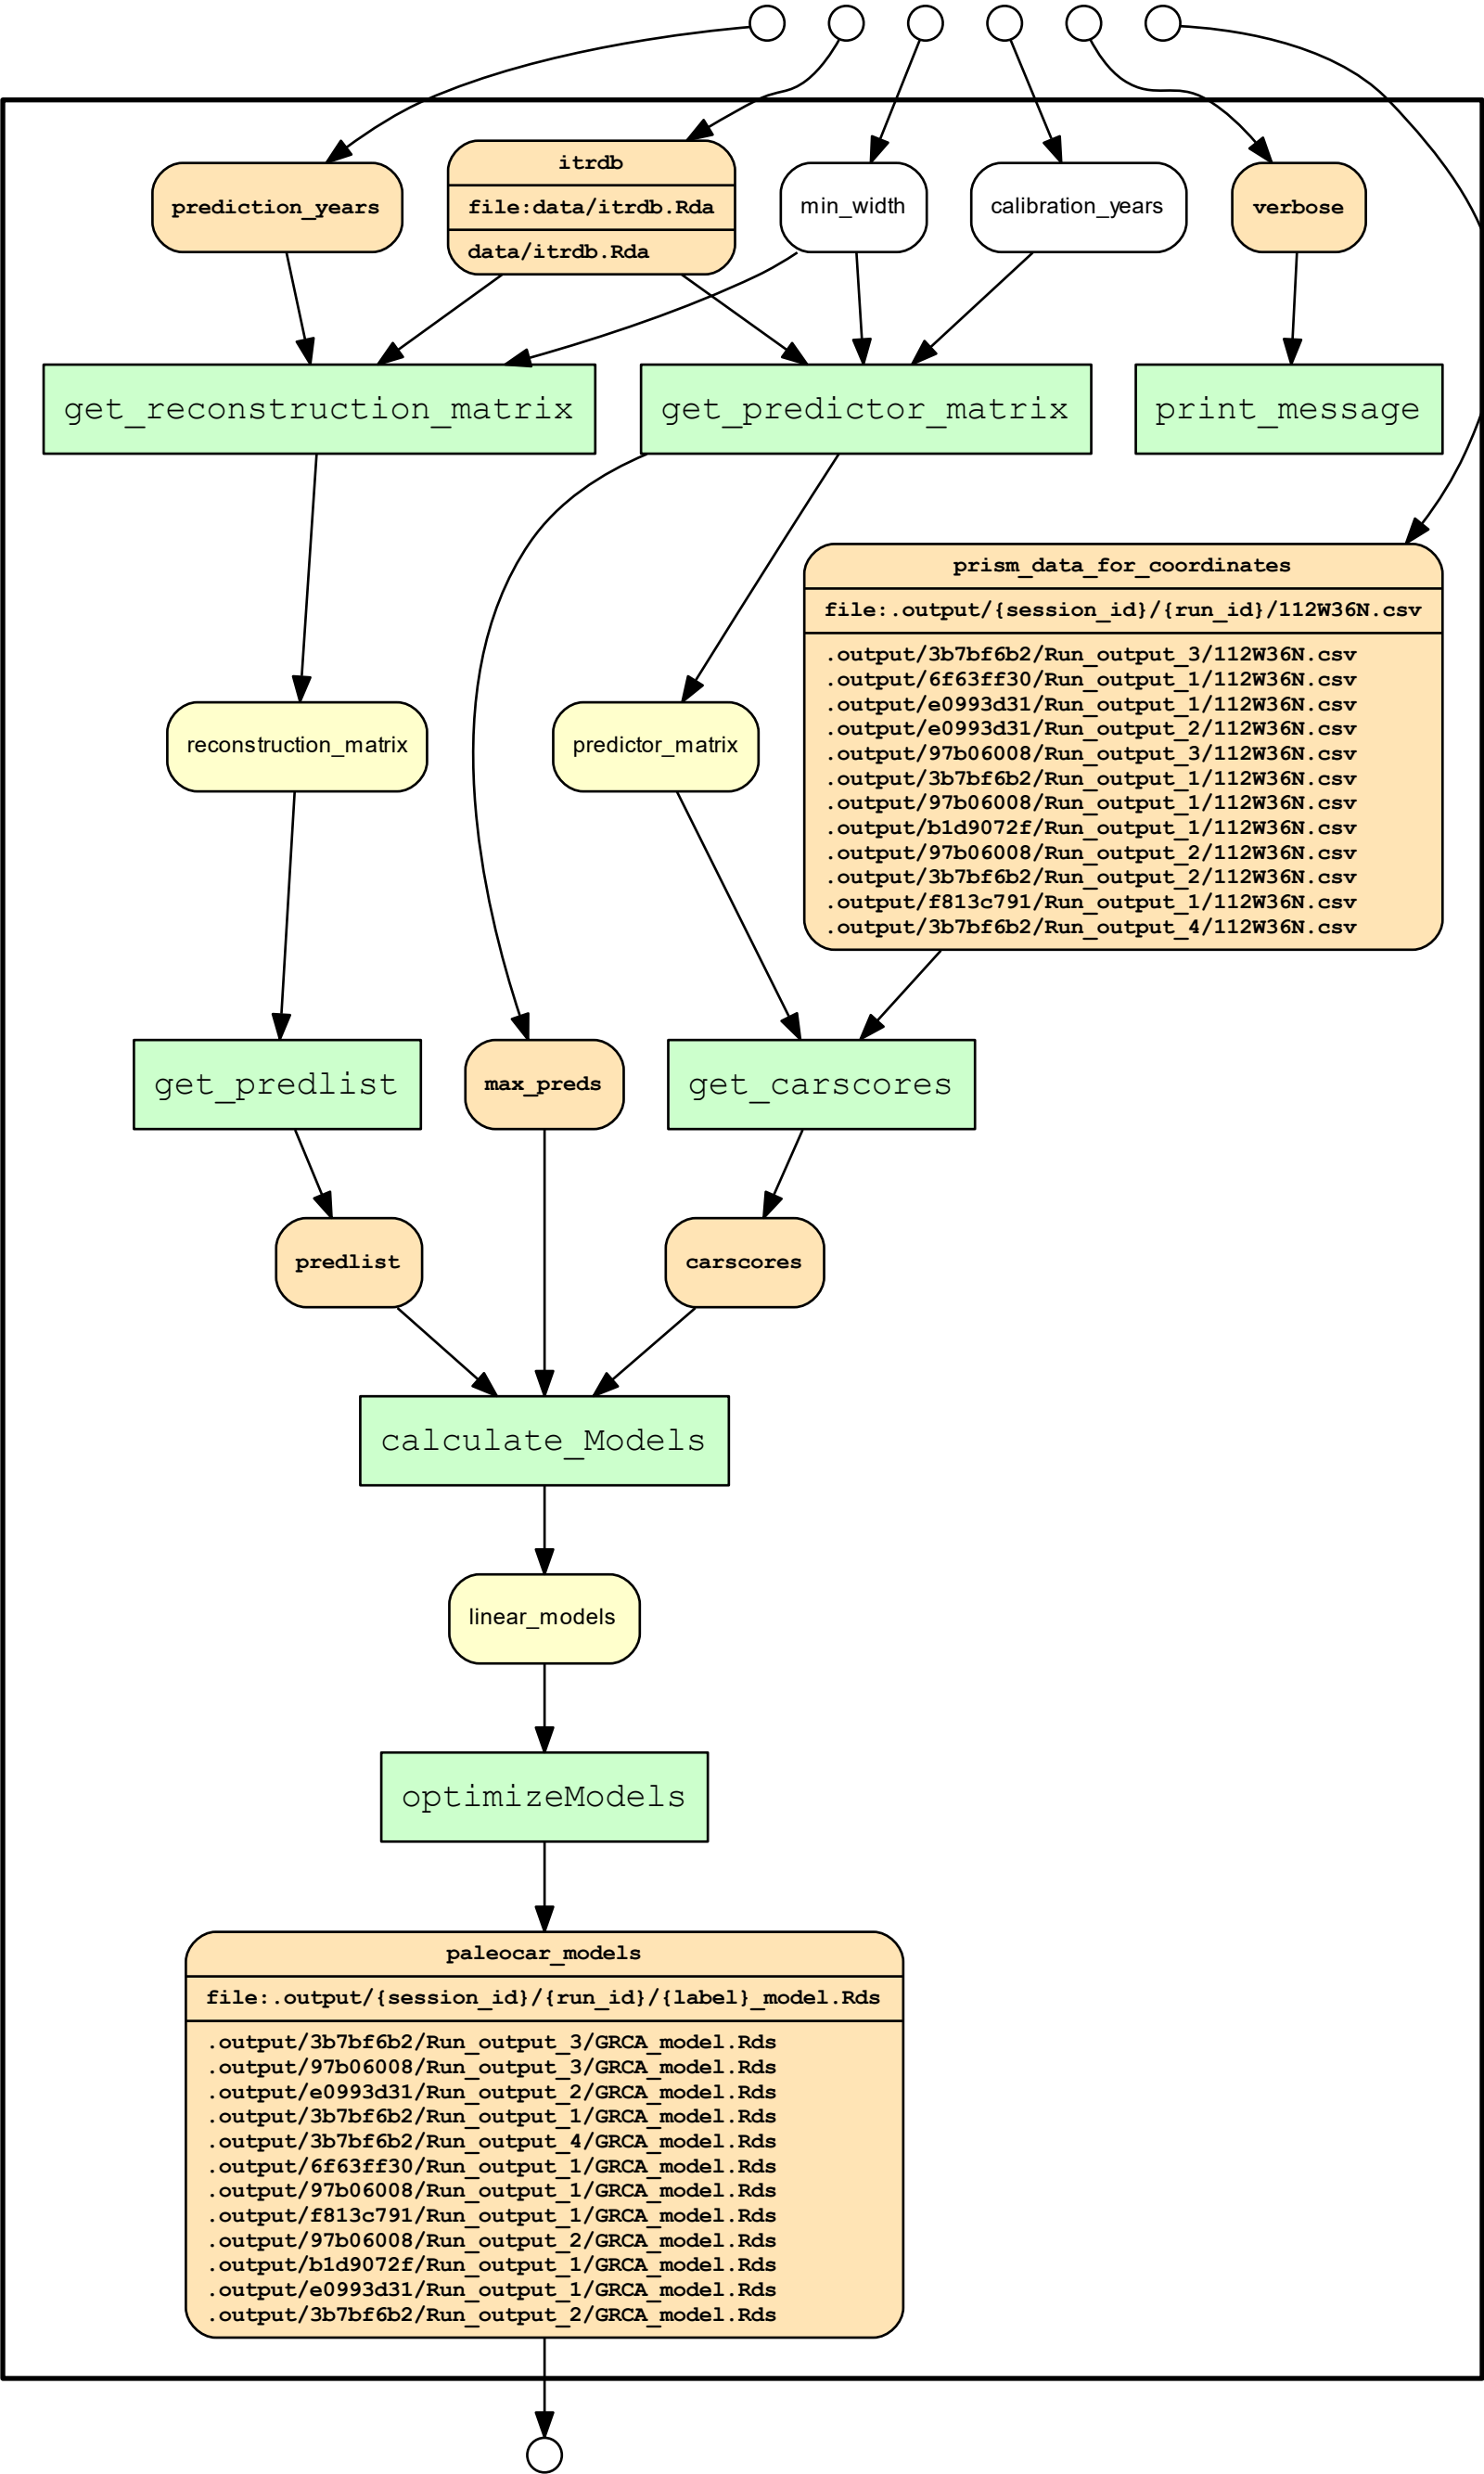 prediction_years
itrdb
file:data/itrdb.Rda
data/itrdb.Rda
min_width
calibration_years
verbose
get_reconstruction_matrix
get_predictor_matrix
print_message
prism_data_for_coordinates
file:.output/{session_id}/{run_id}/112W36N.csv
.output/3b7bf6b2/Run_output_3/112W36N.csv
.output/6f63ff30/Run_output_1/112W36N.csv
.output/e0993d31/Run_output_1/112W36N.csv
.output/e0993d31/Run_output_2/112W36N.csv
.output/97b06008/Run_output_3/112W36N.csv
.output/3b7bf6b2/Run_output_1/112W36N.csv
.output/97b06008/Run_output_1/112W36N.csv
.output/b1d9072f/Run_output_1/112W36N.csv
.output/97b06008/Run_output_2/112W36N.csv
.output/3b7bf6b2/Run_output_2/112W36N.csv
.output/f813c791/Run_output_1/112W36N.csv
.output/3b7bf6b2/Run_output_4/112W36N.csv
reconstruction_matrix
predictor_matrix
get_predlist
max_preds
get_carscores
predlist
carscores
calculate_Models
linear_models
optimizeModels
paleocar_models
file:.output/{session_id}/{run_id}/{label}_model.Rds
.output/3b7bf6b2/Run_output_3/GRCA_model.Rds
.output/97b06008/Run_output_3/GRCA_model.Rds
.output/e0993d31/Run_output_2/GRCA_model.Rds
.output/3b7bf6b2/Run_output_1/GRCA_model.Rds
.output/3b7bf6b2/Run_output_4/GRCA_model.Rds
.output/6f63ff30/Run_output_1/GRCA_model.Rds
.output/97b06008/Run_output_1/GRCA_model.Rds
.output/f813c791/Run_output_1/GRCA_model.Rds
.output/97b06008/Run_output_2/GRCA_model.Rds
.output/b1d9072f/Run_output_1/GRCA_model.Rds
.output/e0993d31/Run_output_1/GRCA_model.Rds
.output/3b7bf6b2/Run_output_2/GRCA_model.Rds